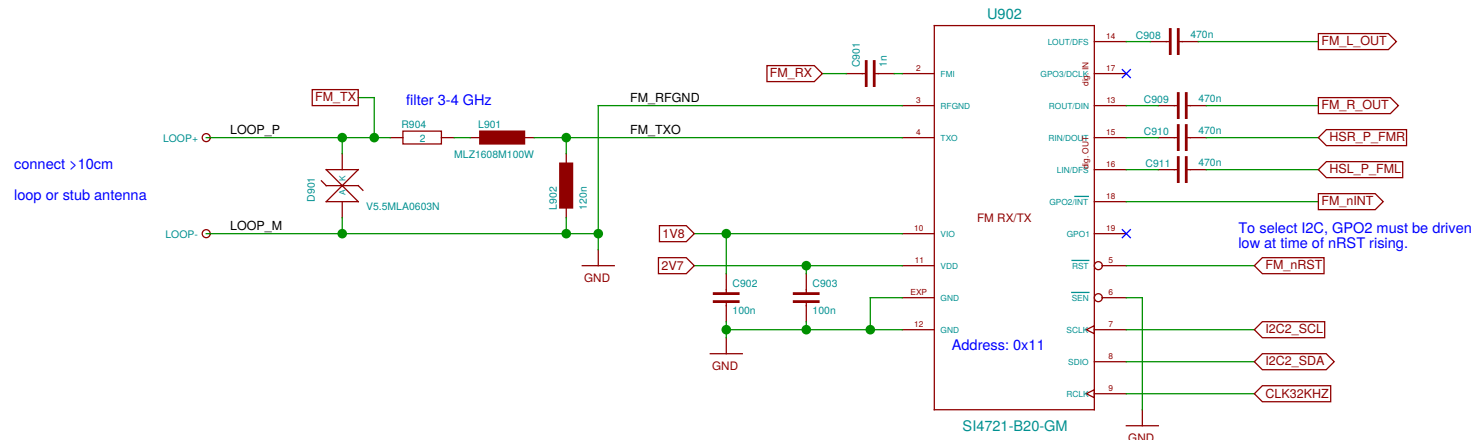 U902
LOUT/DFS 14 C908 470n FM_L_OUT
FM_RX C901 1n 2 FMI
dig. IN
GPO3/DCLK 17
FM_TX
filter 3-4 GHz
FM_RFGND 3 RFGND
ROUT/DIN 13 C909 470n FM_R_OUT
LOOP+ LOOP_P R904 2 L901 MLZ1608M100W FM_TXO 4 TXO
RIN/DOUT 15 C910 470n HSR_P_FMR
dig. OUT
connect >10cm
loop or stub antenna
D901 A K V5.5MLA0603N
L902 120n
LIN/DFS 16 C911 470n HSL_P_FML
GPO2/INT 18 FM_nINT
FM RX/TX
LOOP- LOOP_M
1V8 10 VIO
GPO1 19
To select I2C, GPO2 must be driven
low at time of nRST rising.
GND
2V7 11 VDD
RST 5 FM_nRST
C902 100n
C903 100n
EXP GND
SEN 6
12 GND
SCLK 7 I2C2_SCL
Address: 0x11
GND
SDIO 8 I2C2_SDA
RCLK 9 CLK32KHZ
SI4721-B20-GM
GND